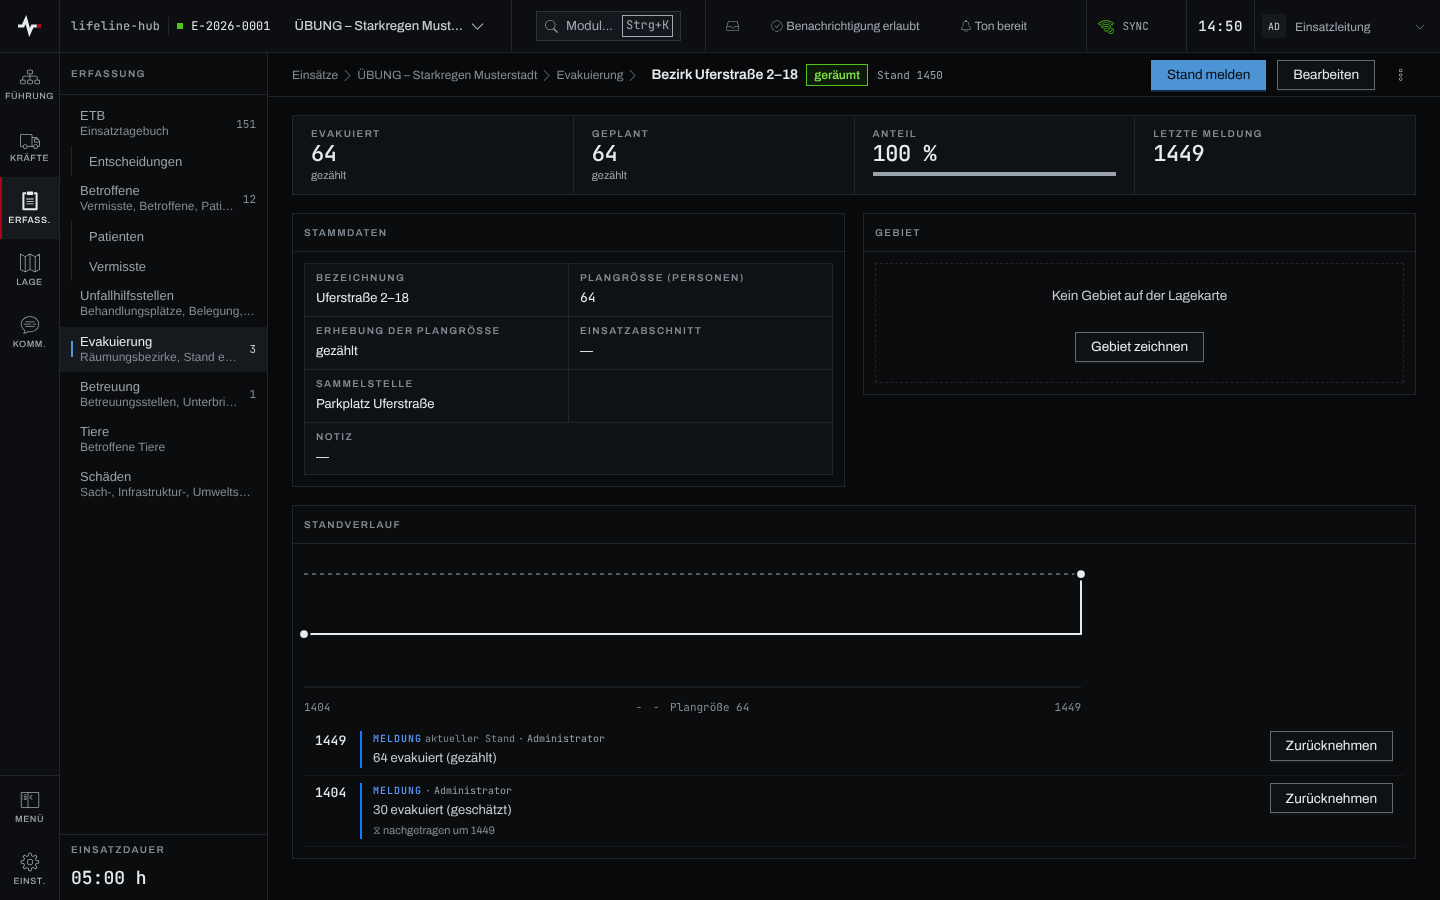 lifeline-hub
E-2026-0001
ÜBUNG – Starkregen Must...
Modul...
Strg+K
Benachrichtigung erlaubt
Ton bereit
SYNC
14:50
AD
Einsatzleitung
FÜHRUNG
KRÄFTE
ERFASS.
LAGE
KOMM.
MENÜ
EINST.
ERFASSUNG
ETB
Einsatztagebuch
151
Entscheidungen
Betroffene
Vermisste, Betroffene, Pati...
12
Patienten
Vermisste
Unfallhilfsstellen
Behandlungsplätze, Belegung,...
Evakuierung
Räumungsbezirke, Stand e...
3
Betreuung
Betreuungsstellen, Unterbri...
1
Tiere
Betroffene Tiere
Schäden
Sach-, Infrastruktur-, Umwelts...
EINSATZDAUER
05:00 h
Einsätze
ÜBUNG – Starkregen Musterstadt
Evakuierung
Bezirk Uferstraße 2–18
geräumt
Stand 1450
Stand melden
Bearbeiten
EVAKUIERT
64
gezählt
GEPLANT
64
gezählt
ANTEIL
100 %
LETZTE MELDUNG
1449
STAMMDATEN
BEZEICHNUNG
Uferstraße 2–18
PLANGRÖSSE (PERSONEN)
64
ERHEBUNG DER PLANGRÖSSE
gezählt
EINSATZABSCHNITT
—
SAMMELSTELLE
Parkplatz Uferstraße
NOTIZ
—
GEBIET
Kein Gebiet auf der Lagekarte
Gebiet zeichnen
STANDVERLAUF
1404
- - Plangröße 64
1449
1449
MELDUNG aktueller Stand · Administrator
64 evakuiert (gezählt)
Zurücknehmen
1404
MELDUNG · Administrator
30 evakuiert (geschätzt)
nachgetragen um 1449
Zurücknehmen